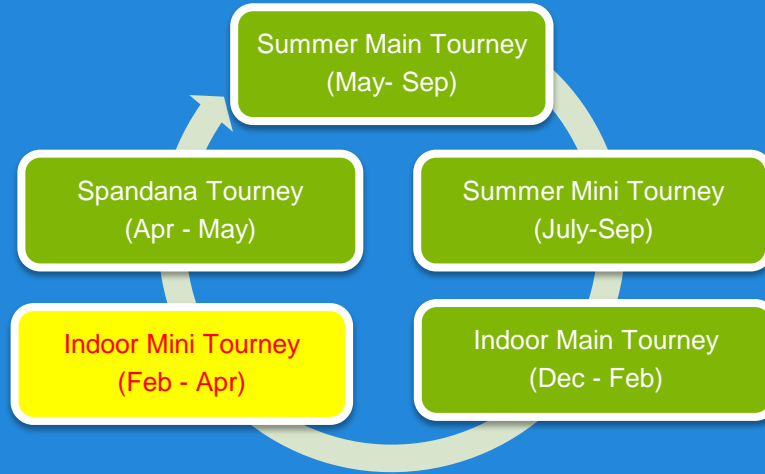 Summer Main Tourney
(May- Sep)
Spandana Tourney
(Apr - May)
Summer Mini Tourney
(July-Sep)
Indoor Mini Tourney
(Feb - Apr)
Indoor Main Tourney
(Dec - Feb)